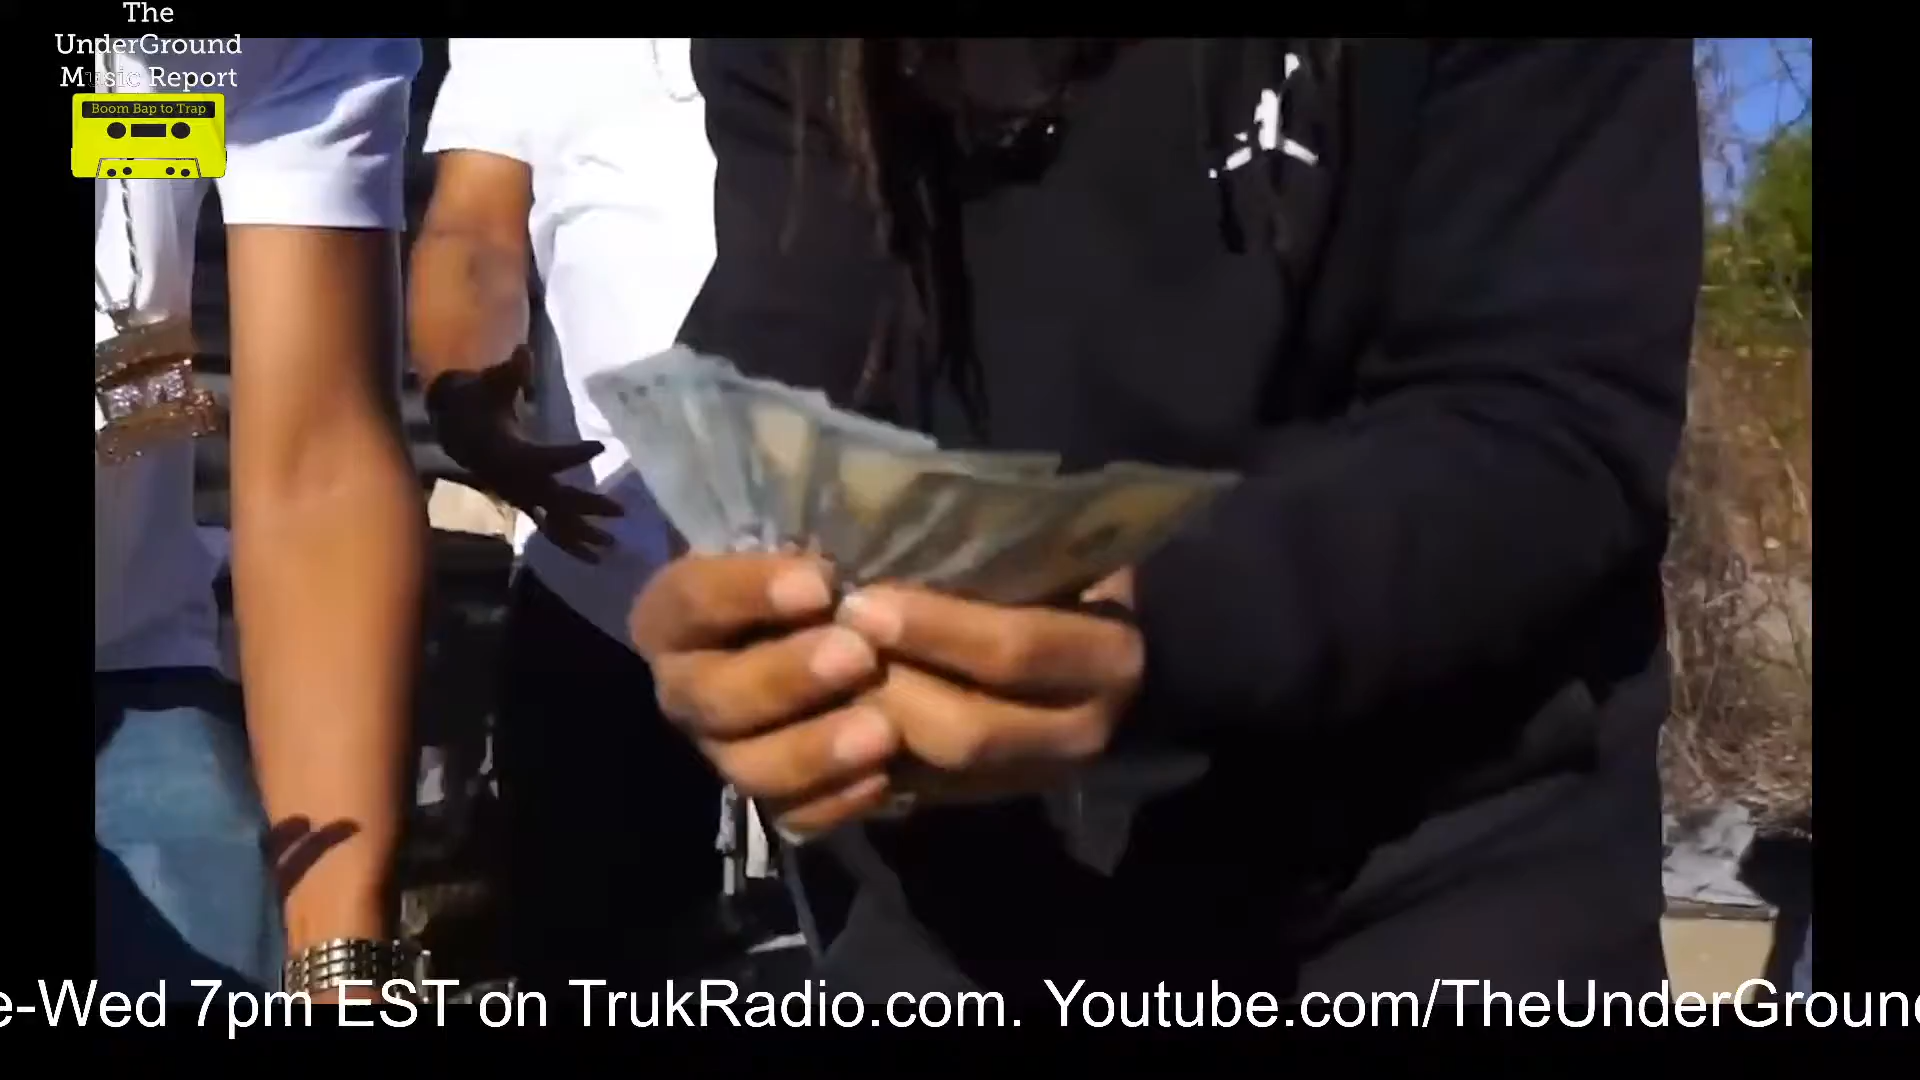 The
UnderGround
Music Report
Boom Bap to Trap
e-Wed 7pm EST on TrukRadio.com. Youtube.com/TheUnderGroun